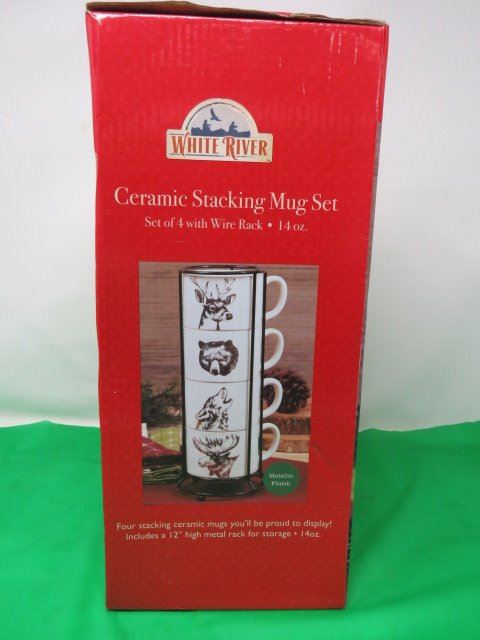 WHITE RIVER
Ceramic Stacking Mug Set
Set of 4 with Wire Rack • 14 oz.
Metallic
Finish
Four stacking ceramic mugs you'll be proud to display!
Includes a 12" high metal rack for storage • 14oz.